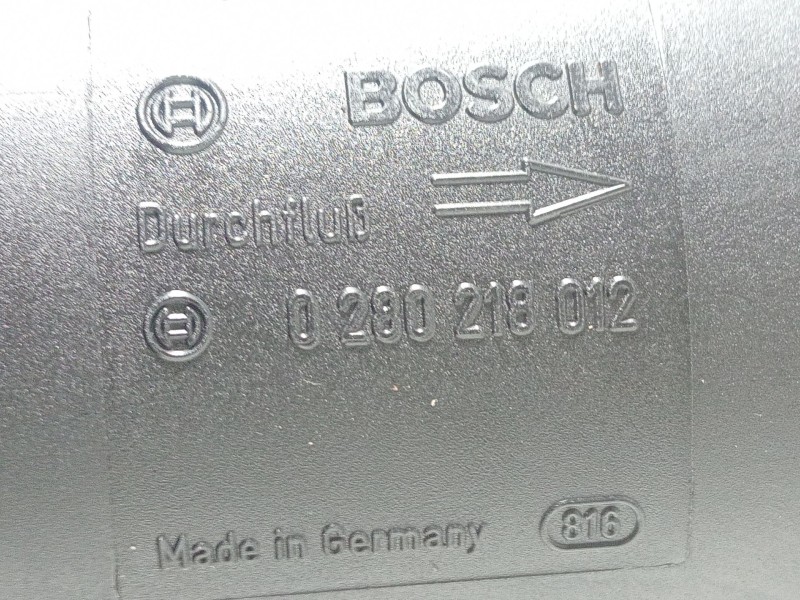 BOSCH
Durchfluß
0 280 218 012
Made in Germany 816